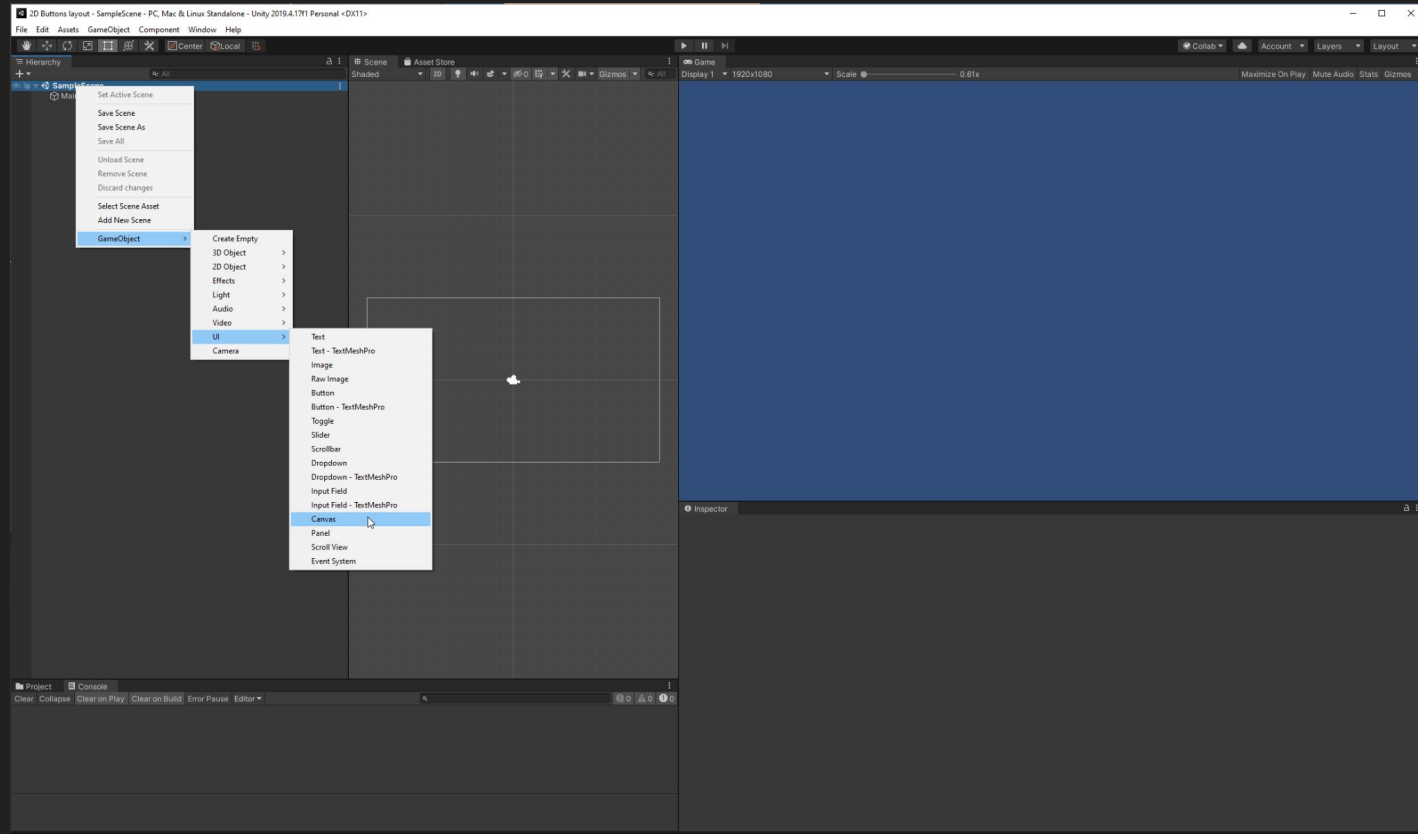 2D Buttons layout - SampleScene - PC, Mac & Linux Standalone - Unity 2019.4.17f1 Personal <DX11>
File Edit Assets GameObject Component Window Help
Center Local Collab Account Layers Layout
Hierarchy
All
SampleScene
Mai
Set Active Scene
Save Scene
Save Scene As
Save All
Unload Scene
Remove Scene
Discard changes
Select Scene Asset
Add New Scene
GameObject
Create Empty
3D Object
2D Object
Effects
Light
Audio
Video
UI
Camera
Text
Text - TextMeshPro
Image
Raw Image
Button
Button - TextMeshPro
Toggle
Slider
Scrollbar
Dropdown
Dropdown - TextMeshPro
Input Field
Input Field - TextMeshPro
Canvas
Panel
Scroll View
Event System
Scene Asset Store
Shaded 20 0 Gizmos All
Game
Display 1 1920x1080 Scale 0.61x Maximize On Play Mute Audio Stats Gizmos
Inspector
Project Console
Clear Collapse Clear on Play Clear on Build Error Pause Editor 0 0 0